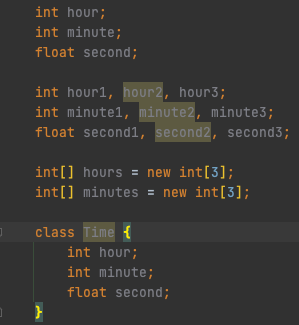 int hour;
int minute;
float second;
int hour1, hour2, hour3;
int minute1, minute2, minute3;
float second1, second2, second3;
int[] hours = new int[3];
int[] minutes = new int[3];
class Time {
int hour;
int minute;
float second;
}